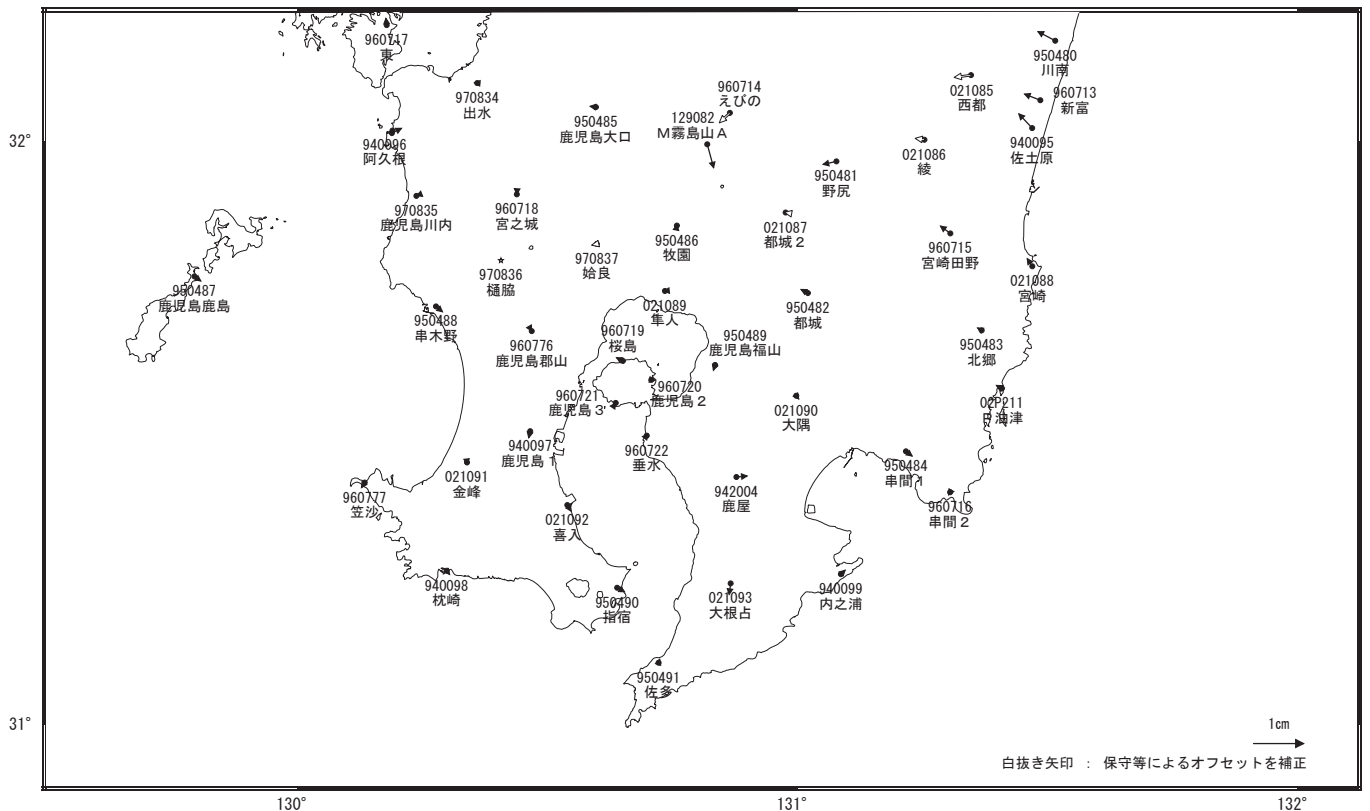 960717
東
950480
川南
970834
出水
960714
えびの
021085
西都
960713
新富
950485
鹿児島大口
129082
M霧島山A
32°
940096
阿久根
021086
綾
940095
佐土原
950481
野尻
970835
鹿児島川内
960718
宮之城
021087
都城2
950486
牧園
960715
宮崎田野
970836
樋脇
970837
姶良
021088
宮崎
950487
鹿児島鹿島
021089
隼人
950482
都城
950488
串木野
960776
鹿児島郡山
960719
桜島
950489
鹿児島福山
950483
北郷
960720
鹿児島2
960721
鹿児島3
02P211
P油津
021090
大隅
940097
鹿児島1
960722
垂水
950484
串間1
021091
金峰
942004
鹿屋
960777
笠沙
960716
串間2
021092
喜入
940098
枕崎
940099
内之浦
950490
指宿
021093
大根占
950491
佐多
31°
1cm
白抜き矢印 : 保守等によるオフセットを補正
130°
131°
132°